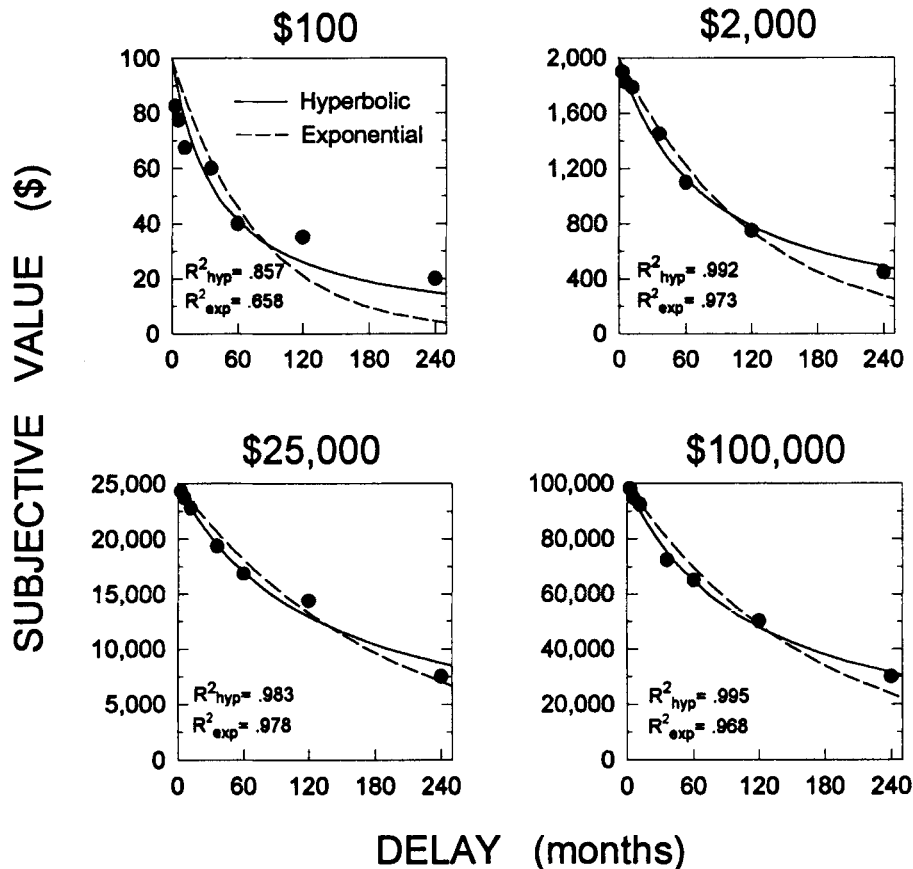 SUBJECTIVE VALUE ($)
$100
100
80
60
40
20
0
Hyperbolic
Exponential
R²hyp= .857
R²exp= .658
0 60 120 180 240
$2,000
2,000
1,600
1,200
800
400
0
R²hyp= .992
R²exp= .973
0 60 120 180 240
$25,000
25,000
20,000
15,000
10,000
5,000
0
R²hyp= .983
R²exp= .978
0 60 120 180 240
$100,000
100,000
80,000
60,000
40,000
20,000
0
R²hyp= .995
R²exp= .968
0 60 120 180 240
DELAY (months)